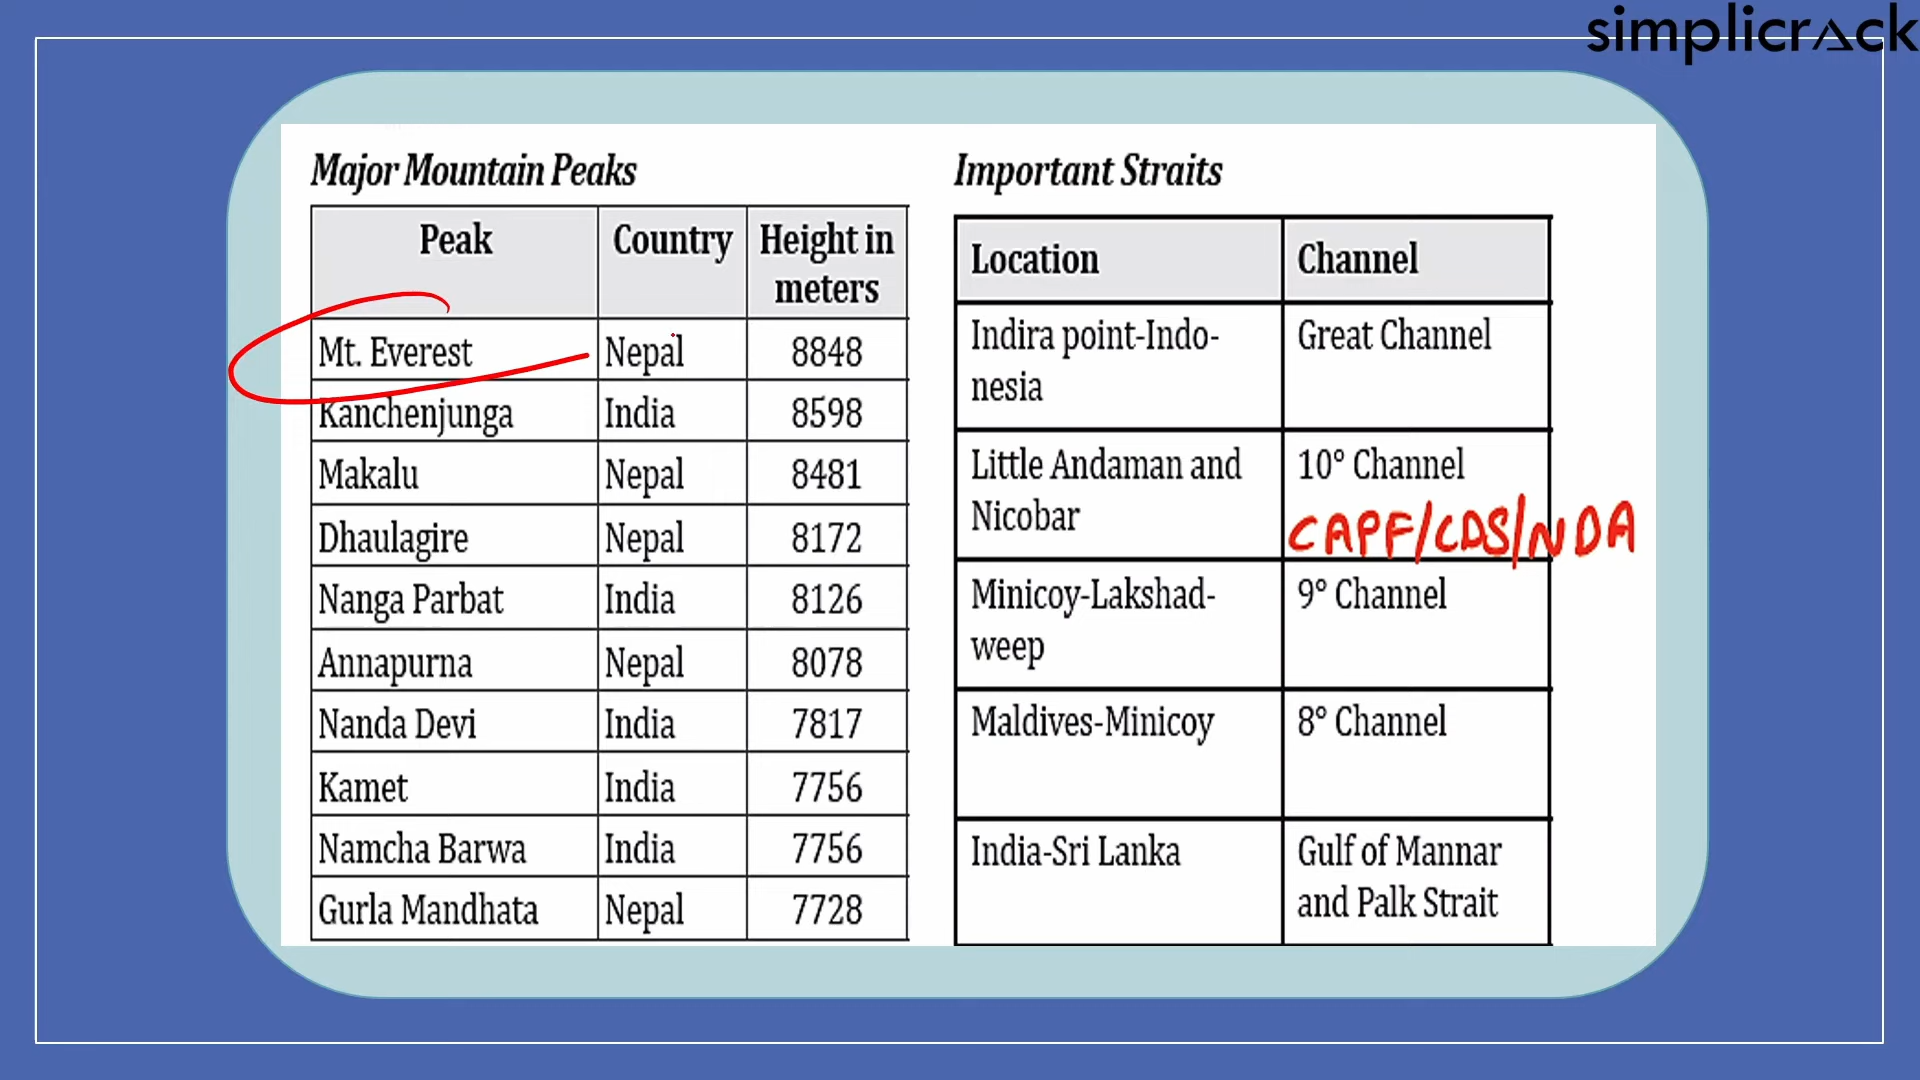 simplicrack
Major Mountain Peaks
Peak Country Height in
meters
Mt. Everest Nepal 8848
Kanchenjunga India 8598
Makalu Nepal 8481
Dhaulagire Nepal 8172
Nanga Parbat India 8126
Annapurna Nepal 8078
Nanda Devi India 7817
Kamet India 7756
Namcha Barwa India 7756
Gurla Mandhata Nepal 7728
Important Straits
Location Channel
Indira point-Indo- Great Channel
nesia
Little Andaman and 10° Channel
Nicobar CAPF/CDS/NDA
Minicoy-Lakshad- 9° Channel
weep
Maldives-Minicoy 8° Channel
India-Sri Lanka Gulf of Mannar
and Palk Strait